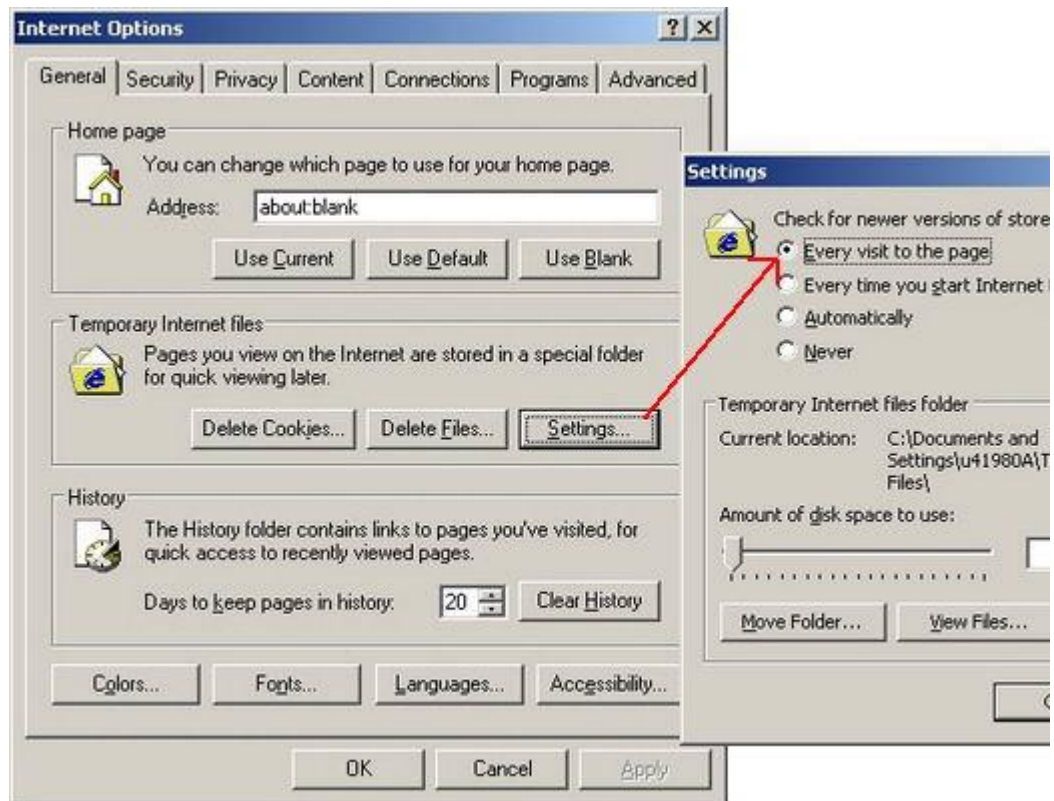 Internet Options
General Security Privacy Content Connections Programs Advanced
Home page
You can change which page to use for your home page.
Address: about:blank
Use Current Use Default Use Blank
Temporary Internet files
Pages you view on the Internet are stored in a special folder
for quick viewing later.
Delete Cookies... Delete Files... Settings...
History
The History folder contains links to pages you've visited, for
quick access to recently viewed pages.
Days to keep pages in history: 20 Clear History
Colors... Fonts... Languages... Accessibility...
OK Cancel Apply
Settings
Check for newer versions of store
Every visit to the page
Every time you start Internet
Automatically
Never
Temporary Internet files folder
Current location: C:\Documents and
Settings\u41980A\T
Files\
Amount of disk space to use:
Move Folder... View Files...